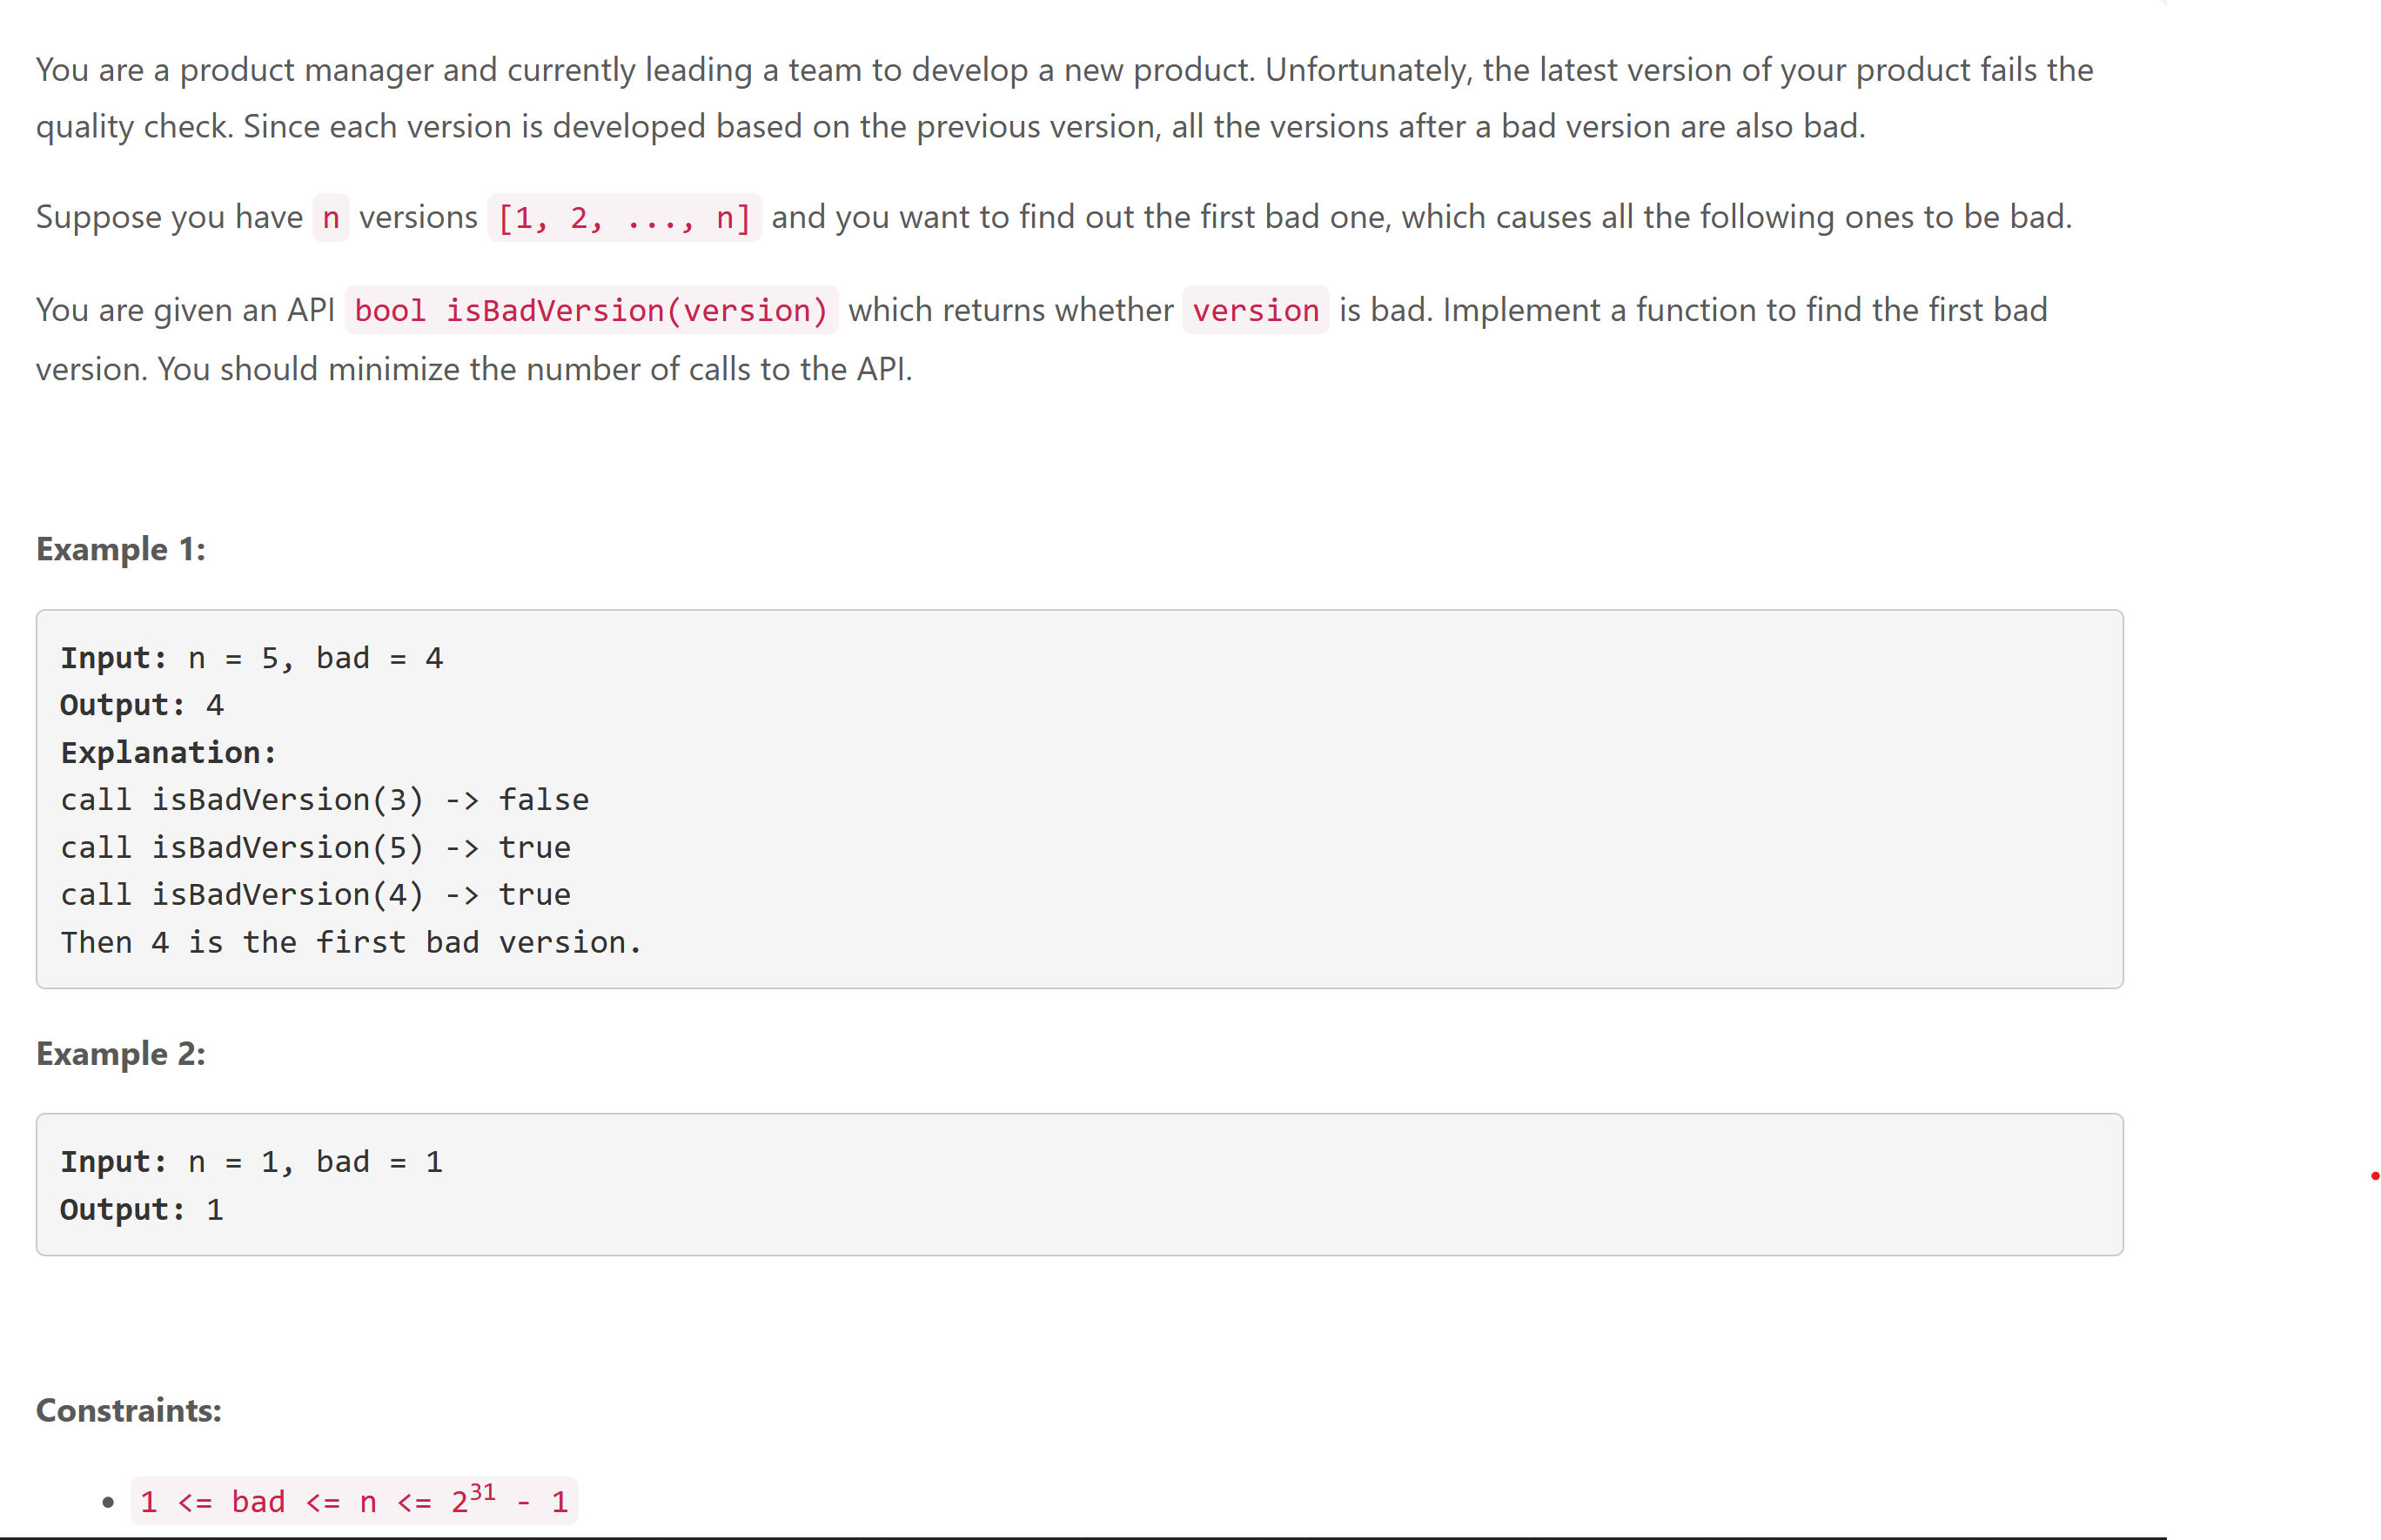 You are a product manager and currently leading a team to develop a new product. Unfortunately, the latest version of your product fails the
quality check. Since each version is developed based on the previous version, all the versions after a bad version are also bad.
Suppose you have n versions [1, 2, ..., n] and you want to find out the first bad one, which causes all the following ones to be bad.
You are given an API bool isBadVersion(version) which returns whether version is bad. Implement a function to find the first bad
version. You should minimize the number of calls to the API.
Example 1:
Input: n = 5, bad = 4
Output: 4
Explanation:
call isBadVersion(3) -> false
call isBadVersion(5) -> true
call isBadVersion(4) -> true
Then 4 is the first bad version.
Example 2:
Input: n = 1, bad = 1
Output: 1
Constraints:
• 1 <= bad <= n <= 2³¹ - 1